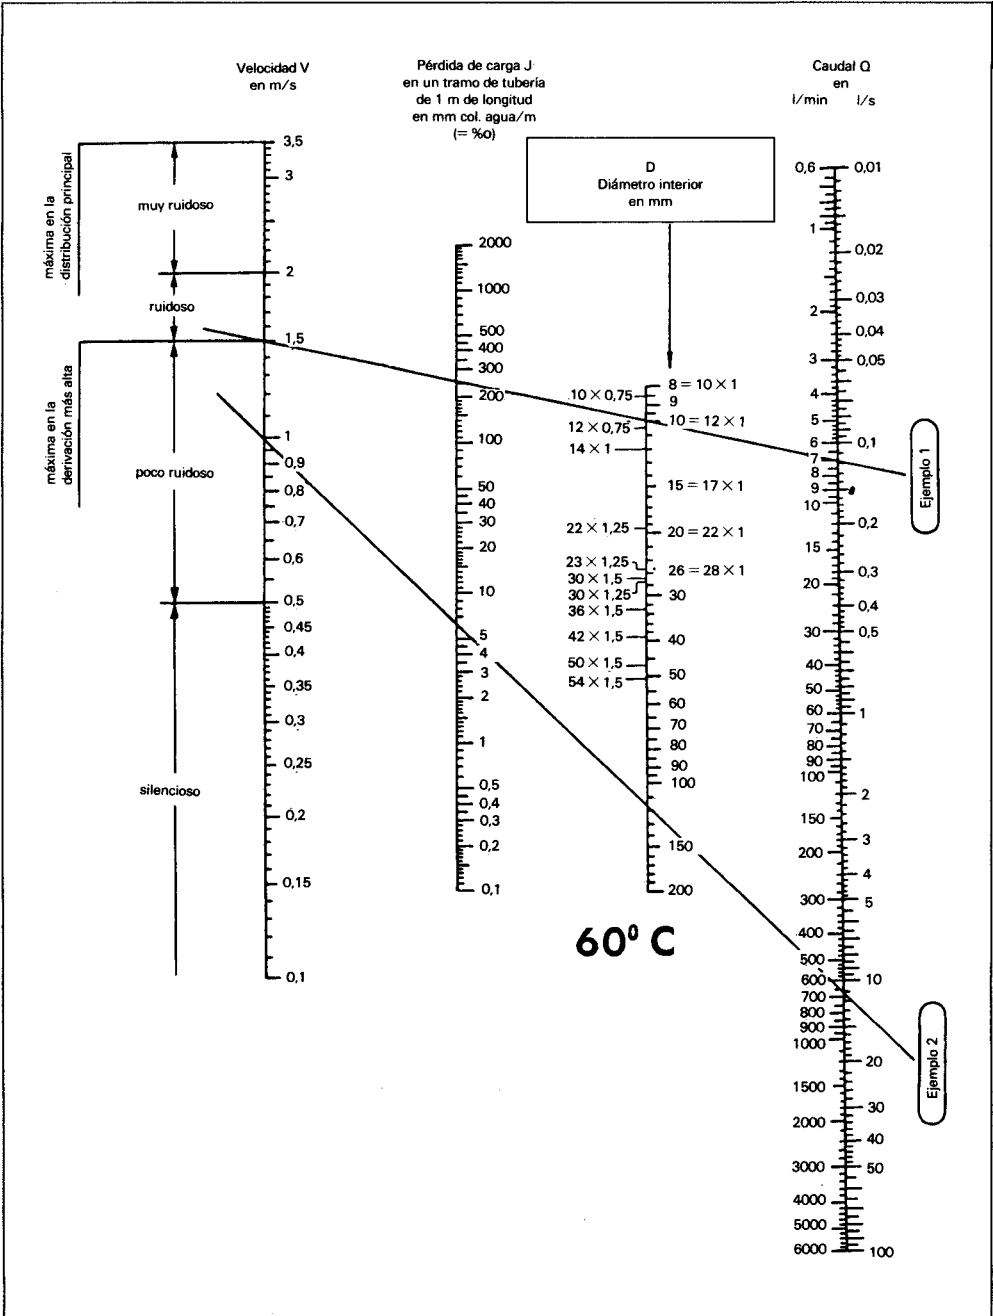 Velocidad V
en m/s
Pérdida de carga J
en un tramo de tubería
de 1 m de longitud
en mm col. agua/m
(= %o)
Caudal Q
en
l/min l/s
D
Diámetro interior
en mm
máxima en la
distribución principal
máxima en la
derivación más alta
muy ruidoso
ruidoso
poco ruidoso
silencioso
3,5
3
2
1,5
1
0,9
0,8
0,7
0,6
0,5
0,45
0,4
0,35
0,3
0,25
0,2
0,15
0,1
2000
1000
500
400
300
200
100
50
40
30
20
10
5
4
3
2
1
0,5
0,4
0,3
0,2
0,1
10 × 0,75
12 × 0,75
14 × 1
22 × 1,25
23 × 1,25
30 × 1,5
30 × 1,25
36 × 1,5
42 × 1,5
50 × 1,5
54 × 1,5
8 = 10 × 1
9
10 = 12 × 1
15 = 17 × 1
20 = 22 × 1
26 = 28 × 1
30
40
50
60
70
80
90
100
150
200
60° C
0,6
1
2
3
4
5
6
7
8
9
10
15
20
30
40
50
60
70
80
90
100
150
200
300
400
500
600
700
800
900
1000
1500
2000
3000
4000
5000
6000
0,01
0,02
0,03
0,04
0,05
0,1
0,2
0,3
0,4
0,5
1
2
3
4
5
10
20
30
40
50
100
Ejemplo 1
Ejemplo 2